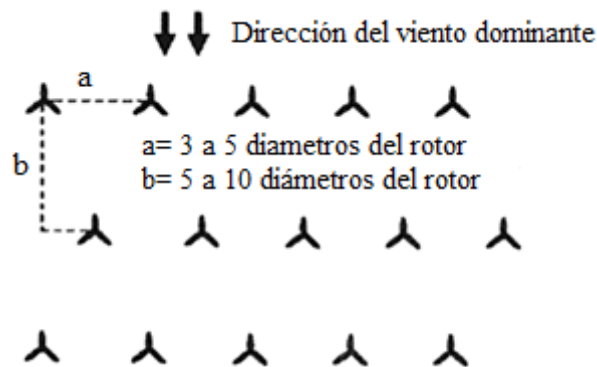 Dirección del viento dominante
a
a= 3 a 5 diametros del rotor
b
b= 5 a 10 diámetros del rotor